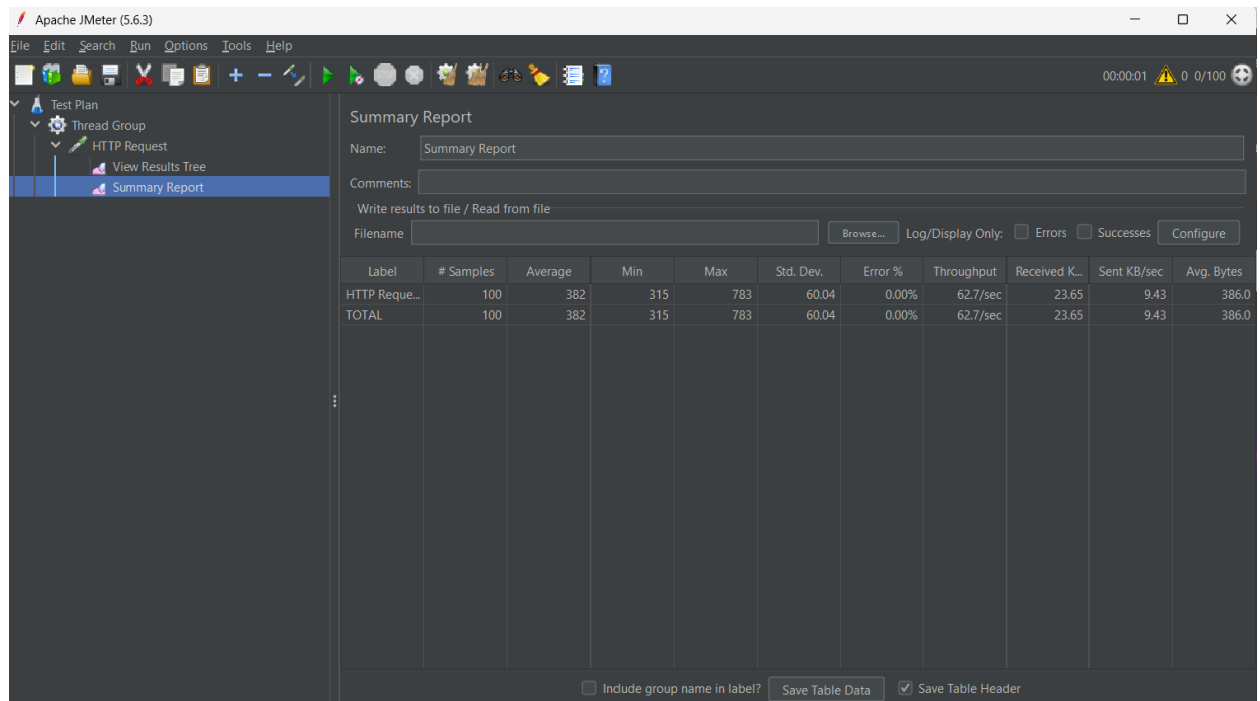 Apache JMeter (5.6.3)
File Edit Search Run Options Tools Help
00:00:01 0 0/100
Test Plan
Thread Group
HTTP Request
View Results Tree
Summary Report
Summary Report
Name: Summary Report
Comments:
Write results to file / Read from file
Filename Browse... Log/Display Only: Errors Successes Configure
Label # Samples Average Min Max Std. Dev. Error % Throughput Received K... Sent KB/sec Avg. Bytes
HTTP Reque... 100 382 315 783 60.04 0.00% 62.7/sec 23.65 9.43 386.0
TOTAL 100 382 315 783 60.04 0.00% 62.7/sec 23.65 9.43 386.0
Include group name in label? Save Table Data Save Table Header